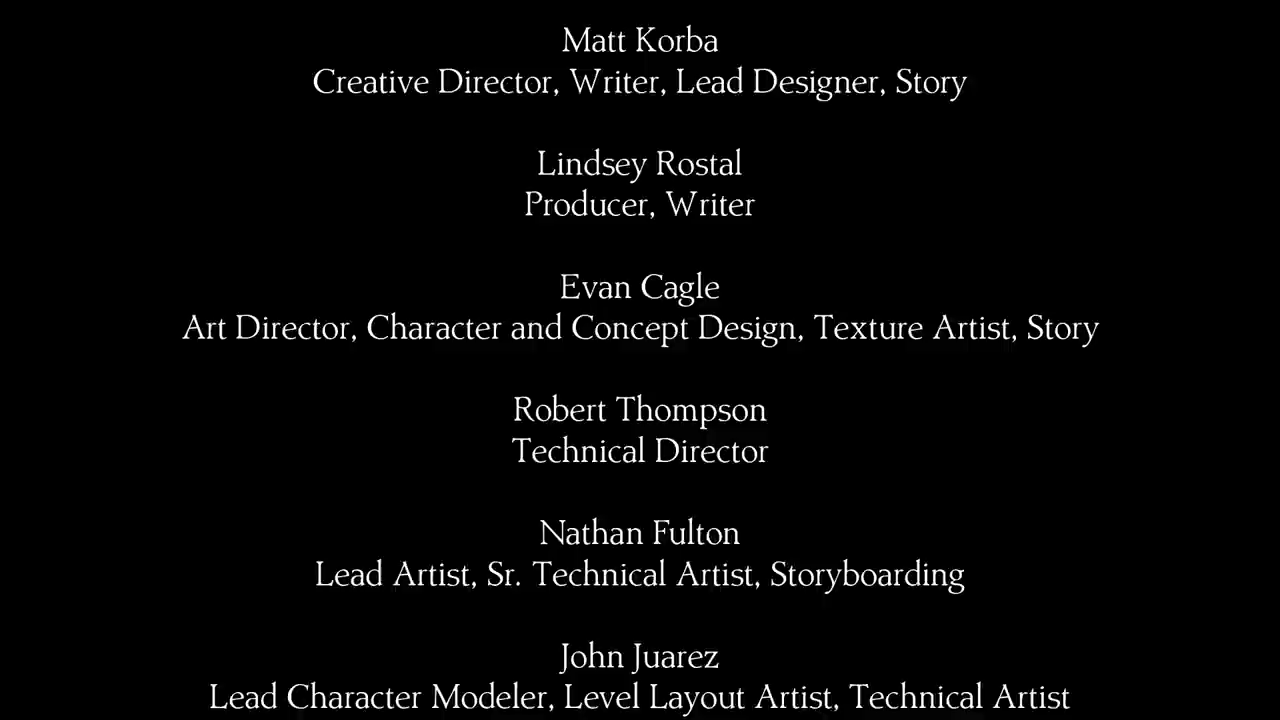 Matt Korba
Creative Director, Writer, Lead Designer, Story
Lindsey Rostal
Producer, Writer
Evan Cagle
Art Director, Character and Concept Design, Texture Artist, Story
Robert Thompson
Technical Director
Nathan Fulton
Lead Artist, Sr. Technical Artist, Storyboarding
John Juarez
Lead Character Modeler, Level Layout Artist, Technical Artist